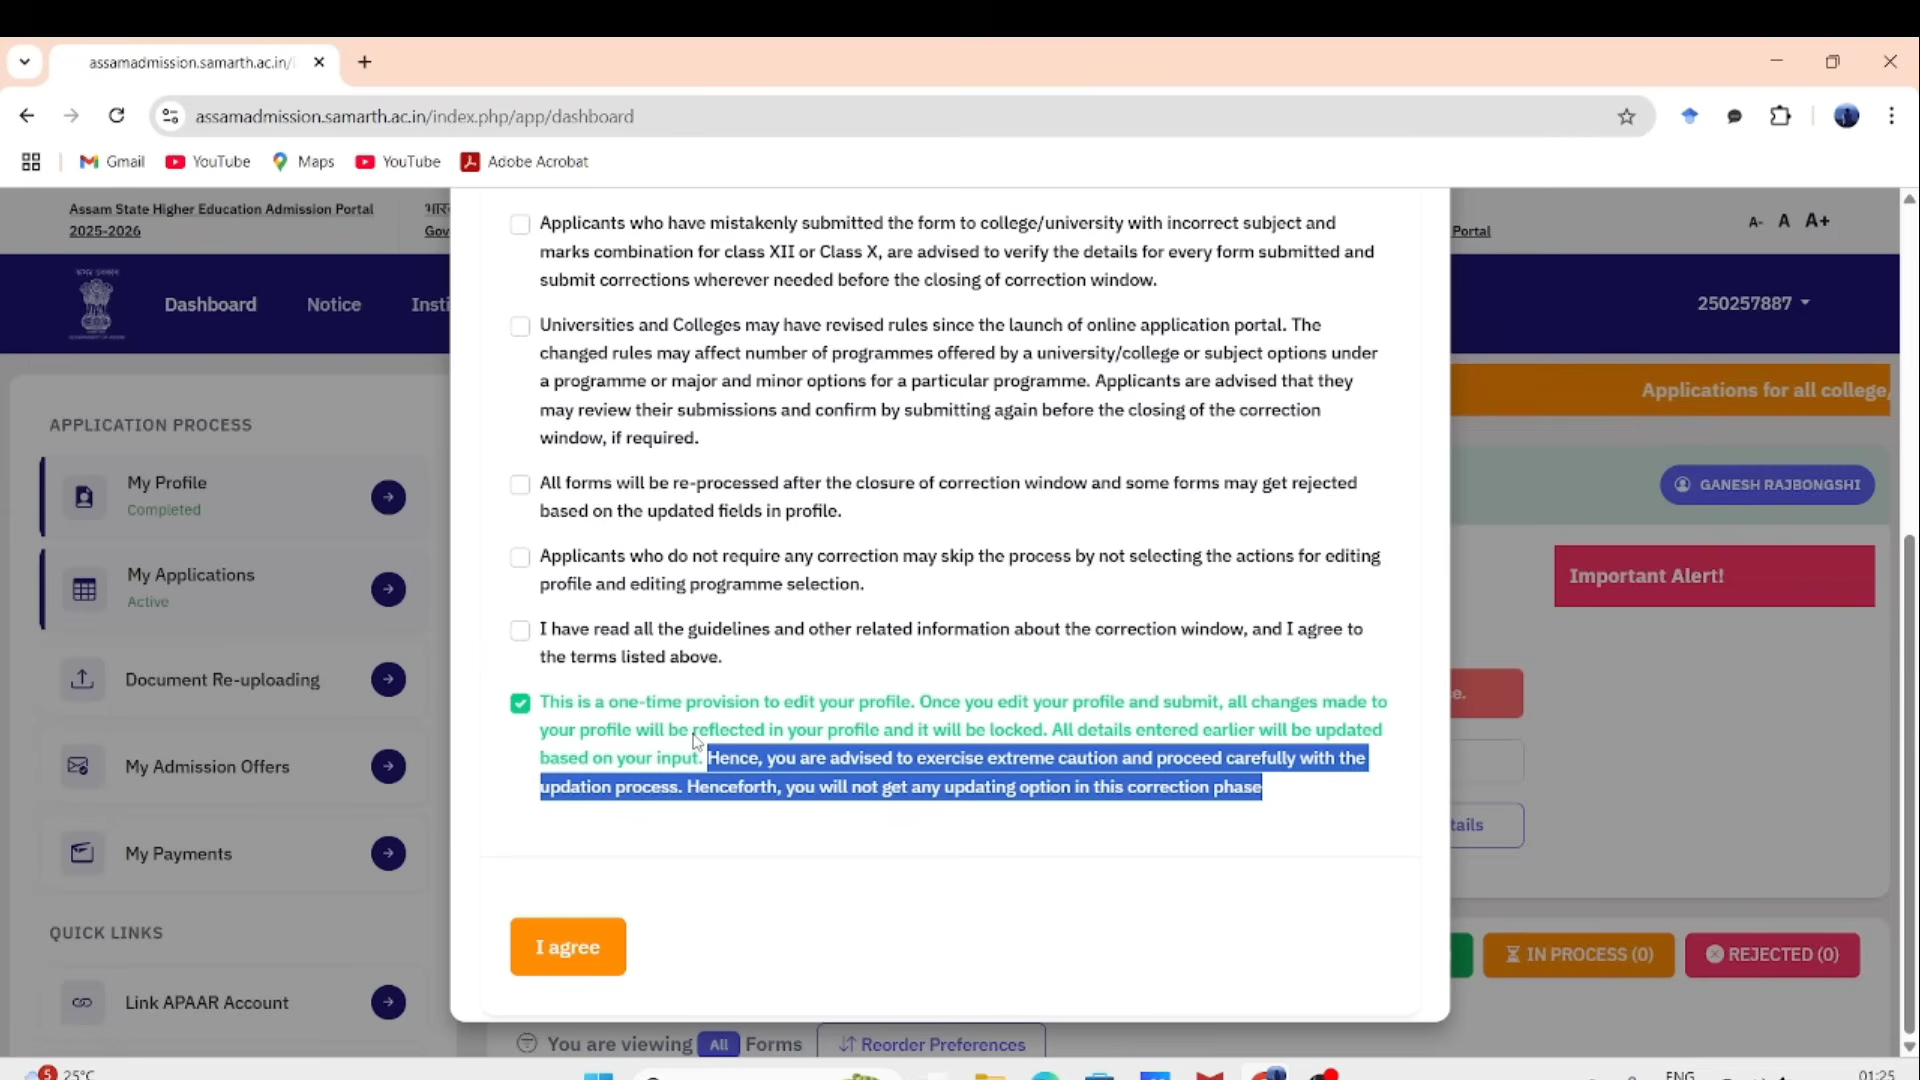 assamadmission.samarth.ac.in/
assamadmission.samarth.ac.in/index.php/app/dashboard
Gmail
YouTube
Maps
YouTube
Adobe Acrobat
Assam State Higher Education Admission Portal
2025-2026
Gov
Portal
A- A A+
Dashboard
Notice
Insti
250257887
Applications for all college,
APPLICATION PROCESS
My Profile
Completed
My Applications
Active
Document Re-uploading
My Admission Offers
My Payments
QUICK LINKS
Link APAAR Account
Applicants who have mistakenly submitted the form to college/university with incorrect subject and
marks combination for class XII or Class X, are advised to verify the details for every form submitted and
submit corrections wherever needed before the closing of correction window.
Universities and Colleges may have revised rules since the launch of online application portal. The
changed rules may affect number of programmes offered by a university/college or subject options under
a programme or major and minor options for a particular programme. Applicants are advised that they
may review their submissions and confirm by submitting again before the closing of the correction
window, if required.
All forms will be re-processed after the closure of correction window and some forms may get rejected
based on the updated fields in profile.
Applicants who do not require any correction may skip the process by not selecting the actions for editing
profile and editing programme selection.
I have read all the guidelines and other related information about the correction window, and I agree to
the terms listed above.
This is a one-time provision to edit your profile. Once you edit your profile and submit, all changes made to
your profile will be reflected in your profile and it will be locked. All details entered earlier will be updated
based on your input. Hence, you are advised to exercise extreme caution and proceed carefully with the
updation process. Henceforth, you will not get any updating option in this correction phase
I agree
GANESH RAJBONGSHI
Important Alert!
e.
tails
IN PROCESS (0)
REJECTED (0)
You are viewing All Forms
Reorder Preferences
5
25°C
ENG
01:25